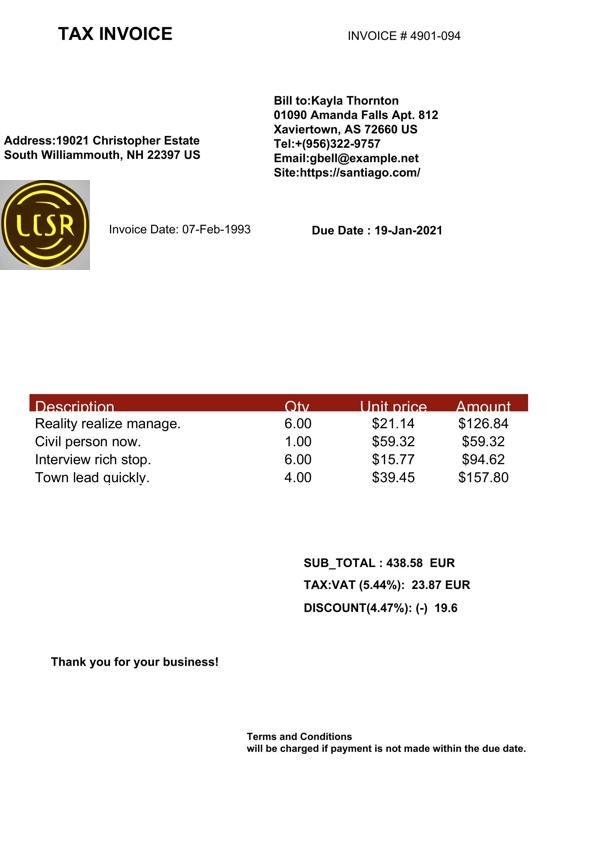 TAX INVOICE
INVOICE # 4901-094
Bill to:Kayla Thornton
01090 Amanda Falls Apt. 812
Xaviertown, AS 72660 US
Tel:+(956)322-9757
Email:gbell@example.net
Site:https://santiago.com/
Address:19021 Christopher Estate
South Williammouth, NH 22397 US
LCSR
Invoice Date: 07-Feb-1993
Due Date : 19-Jan-2021
Description Qty Unit price Amount
Reality realize manage. 6.00 $21.14 $126.84
Civil person now. 1.00 $59.32 $59.32
Interview rich stop. 6.00 $15.77 $94.62
Town lead quickly. 4.00 $39.45 $157.80
SUB_TOTAL : 438.58 EUR
TAX:VAT (5.44%): 23.87 EUR
DISCOUNT(4.47%): (-) 19.6
Thank you for your business!
Terms and Conditions
will be charged if payment is not made within the due date.